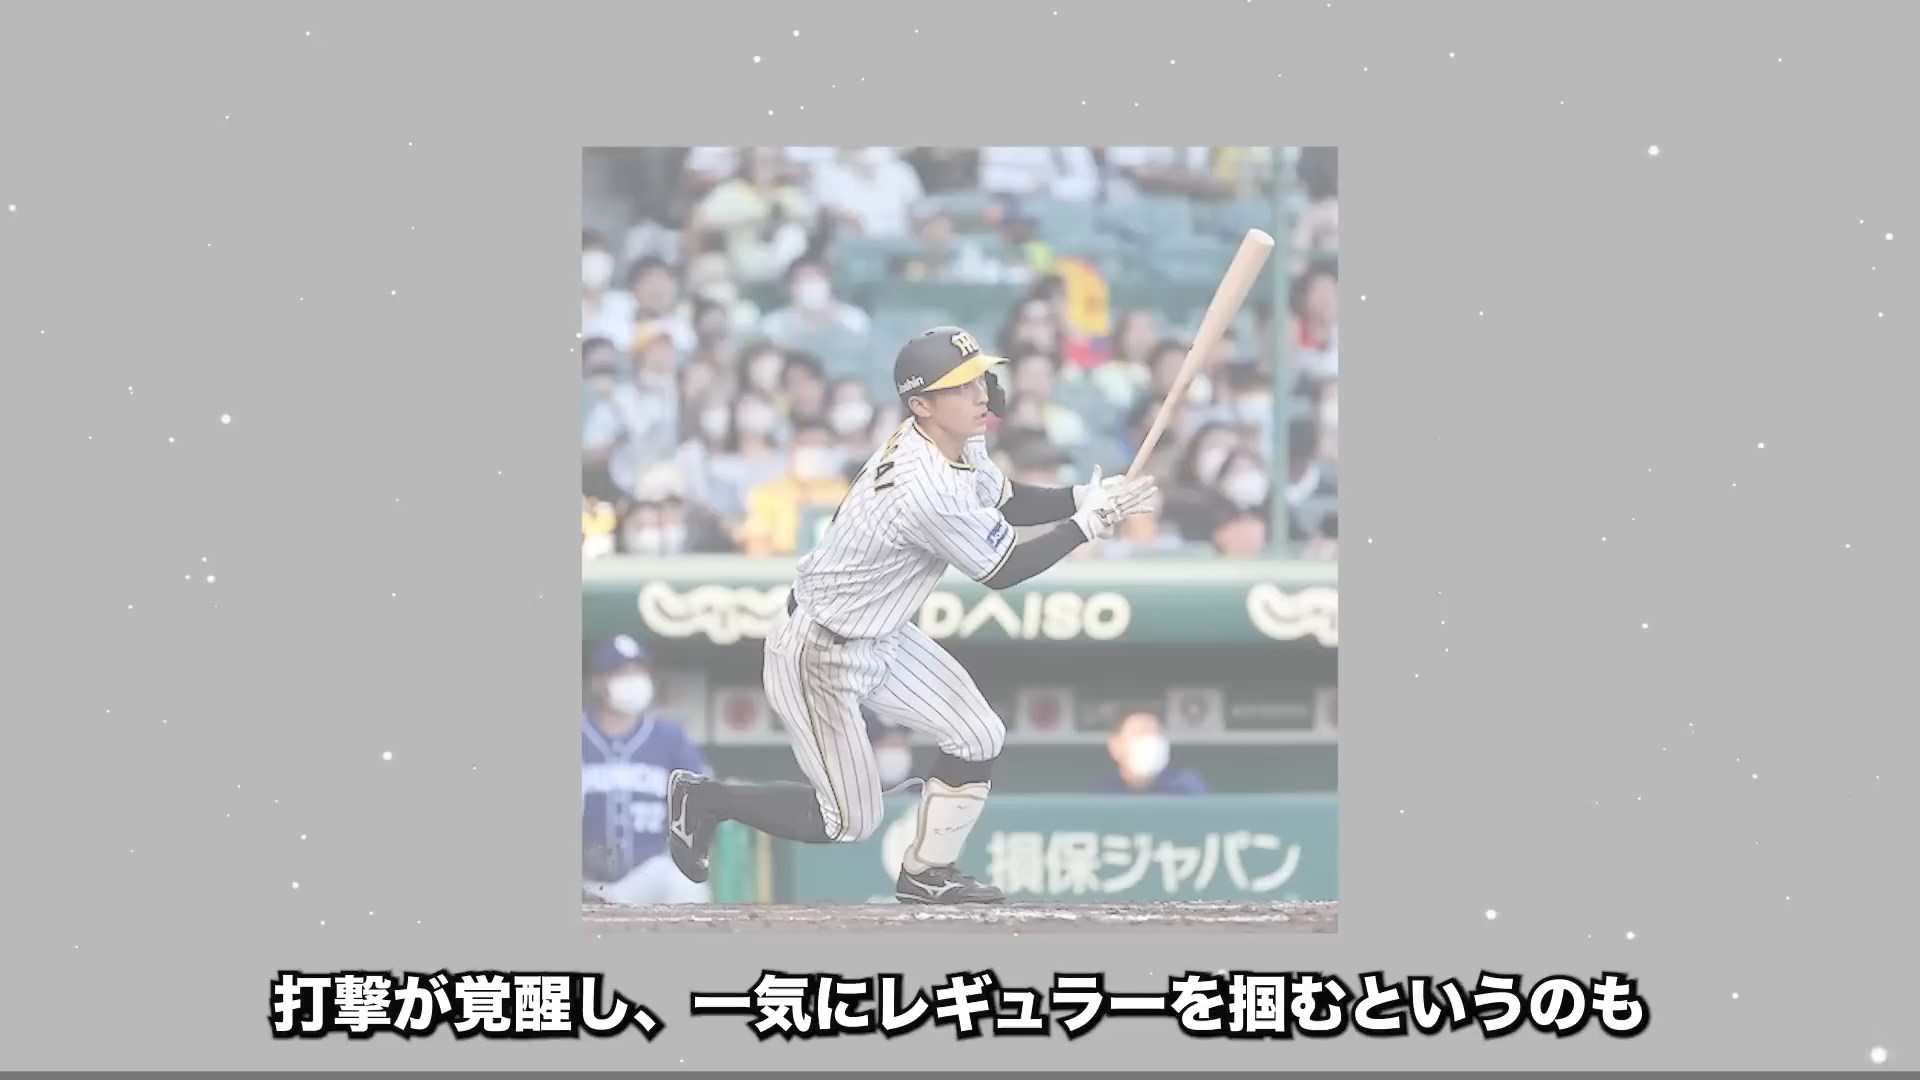 DAISO
損保ジャパン
打撃が覚醒し、一気にレギュラーを掴むというのも